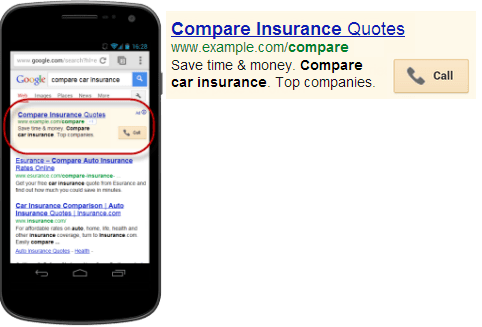 16:28
www.google.com/search?hl=e
Google
compare car insurance
Web Images Places News More
Compare Insurance Quotes
Ad
www.example.com/compare
Save time & money. Compare
car insurance. Top companies.
Call
Esurance – Compare Auto Insurance
Rates Online
www.esurance.com/compare-insurance-
Get your free car insurance quote from Esurance and
find out how much you could save in minutes.
Car Insurance Comparison | Auto
Insurance Quotes | Insurance.com
www.insurance.com/
For affordable rates on auto, home, life, health and
other insurance coverage, turn to Insurance.com
Easily compare ...
Auto Insurance Quotes - Health -
Compare Insurance Quotes
www.example.com/compare
Save time & money. Compare
car insurance. Top companies.
Call